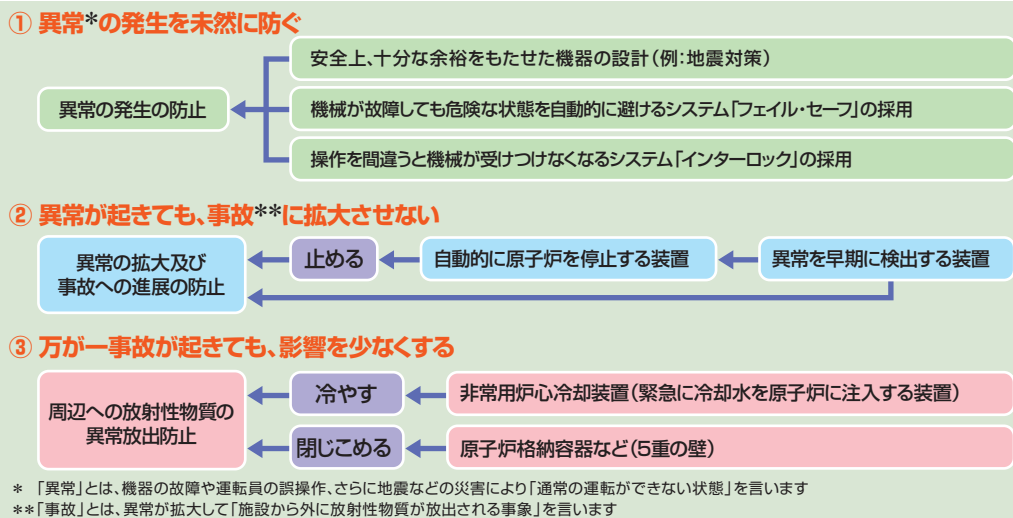 ① 異常*の発生を未然に防ぐ
異常の発生の防止
安全上、十分な余裕をもたせた機器の設計(例:地震対策)
機械が故障しても危険な状態を自動的に避けるシステム「フェイル・セーフ」の採用
操作を間違うと機械が受けつけなくなるシステム「インターロック」の採用
② 異常が起きても、事故**に拡大させない
異常の拡大及び
事故への進展の防止
止める
自動的に原子炉を停止する装置
異常を早期に検出する装置
③ 万が一事故が起きても、影響を少なくする
周辺への放射性物質の
異常放出防止
冷やす
非常用炉心冷却装置(緊急に冷却水を原子炉に注入する装置)
閉じこめる
原子炉格納容器など(5重の壁)
* 「異常」とは、機器の故障や運転員の誤操作、さらに地震などの災害により「通常の運転ができない状態」を言います
**「事故」とは、異常が拡大して「施設から外に放射性物質が放出される事象」を言います